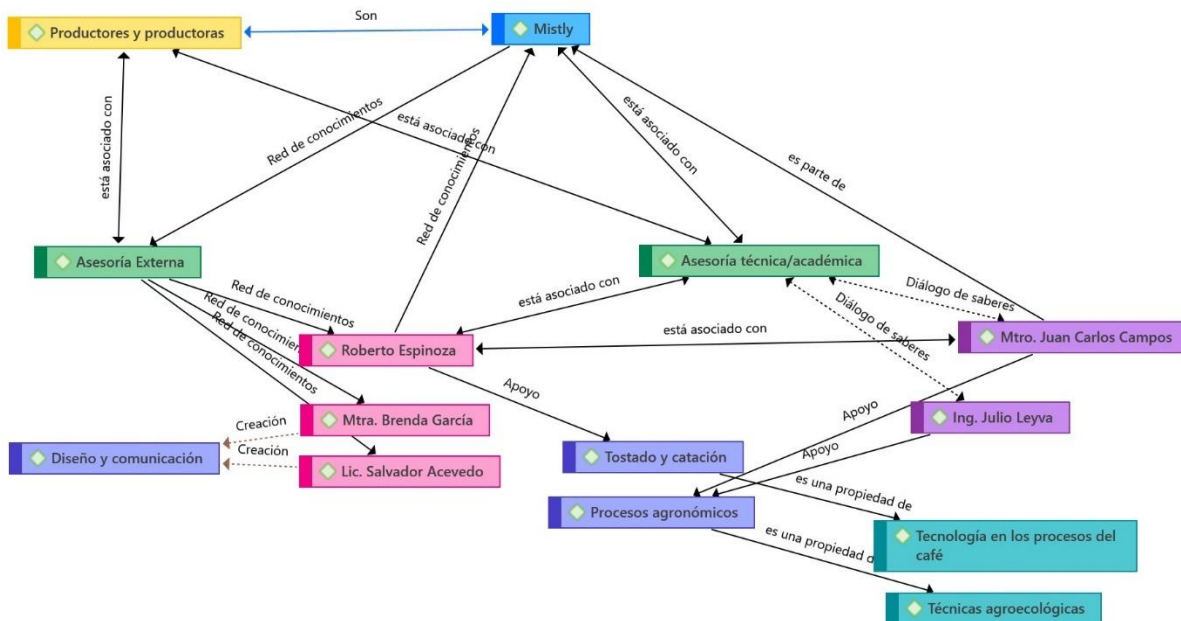 Son
Productores y productoras
Mistly
está asociado con
Red de conocimientos
está asociado con
Red de conocimientos
está asociado con
es parte de
Asesoría Externa
Asesoría técnica/académica
Red de conocimientos
Red de conocimien
Red de conocimientos
está asociado con
Diálogo de saberes
Diálogo de saberes
está asociado con
Roberto Espinoza
Mtro. Juan Carlos Campos
Apoyo
Apoyo
Creación
Mtra. Brenda García
Ing. Julio Leyva
Creación
Apoyo
Diseño y comunicación
Lic. Salvador Acevedo
Tostado y catación
es una propiedad de
Procesos agronómicos
es una propiedad d
Tecnología en los procesos del
café
Técnicas agroecológicas